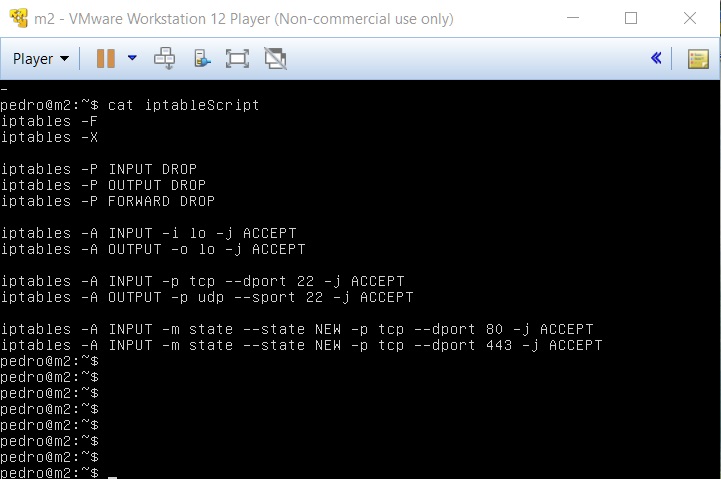 m2 - VMware Workstation 12 Player (Non-commercial use only)
Player
pedro@m2:~$ cat iptableScript
iptables -F
iptables -X
iptables -P INPUT DROP
iptables -P OUTPUT DROP
iptables -P FORWARD DROP
iptables -A INPUT -i lo -j ACCEPT
iptables -A OUTPUT -o lo -j ACCEPT
iptables -A INPUT -p tcp --dport 22 -j ACCEPT
iptables -A OUTPUT -p udp --sport 22 -j ACCEPT
iptables -A INPUT -m state --state NEW -p tcp --dport 80 -j ACCEPT
iptables -A INPUT -m state --state NEW -p tcp --dport 443 -j ACCEPT
pedro@m2:~$
pedro@m2:~$
pedro@m2:~$
pedro@m2:~$
pedro@m2:~$
pedro@m2:~$
pedro@m2:~$
pedro@m2:~$ _